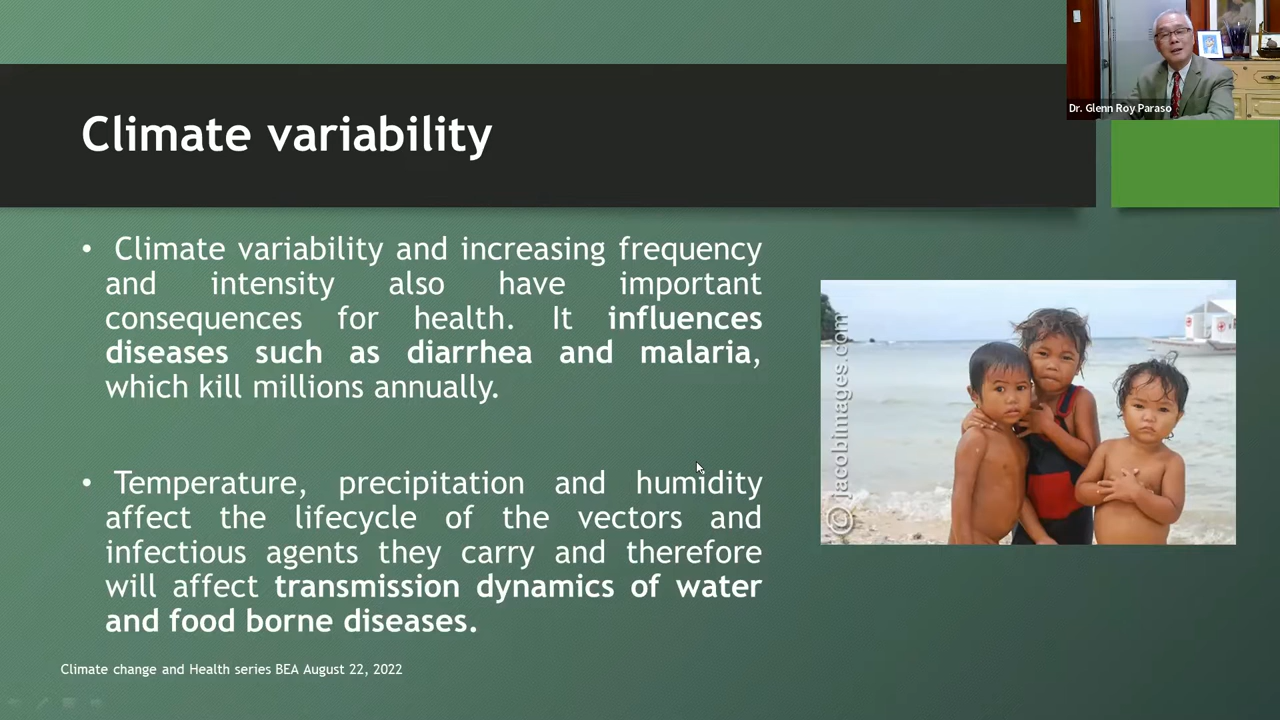 Dr. Glenn Roy Paraso
Climate variability
• Climate variability and increasing frequency
and intensity also have important
consequences for health. It influences
diseases such as diarrhea and malaria,
which kill millions annually.
• Temperature, precipitation and humidity
affect the lifecycle of the vectors and
infectious agents they carry and therefore
will affect transmission dynamics of water
and food borne diseases.
© jacobimages.com
Climate change and Health series BEA August 22, 2022